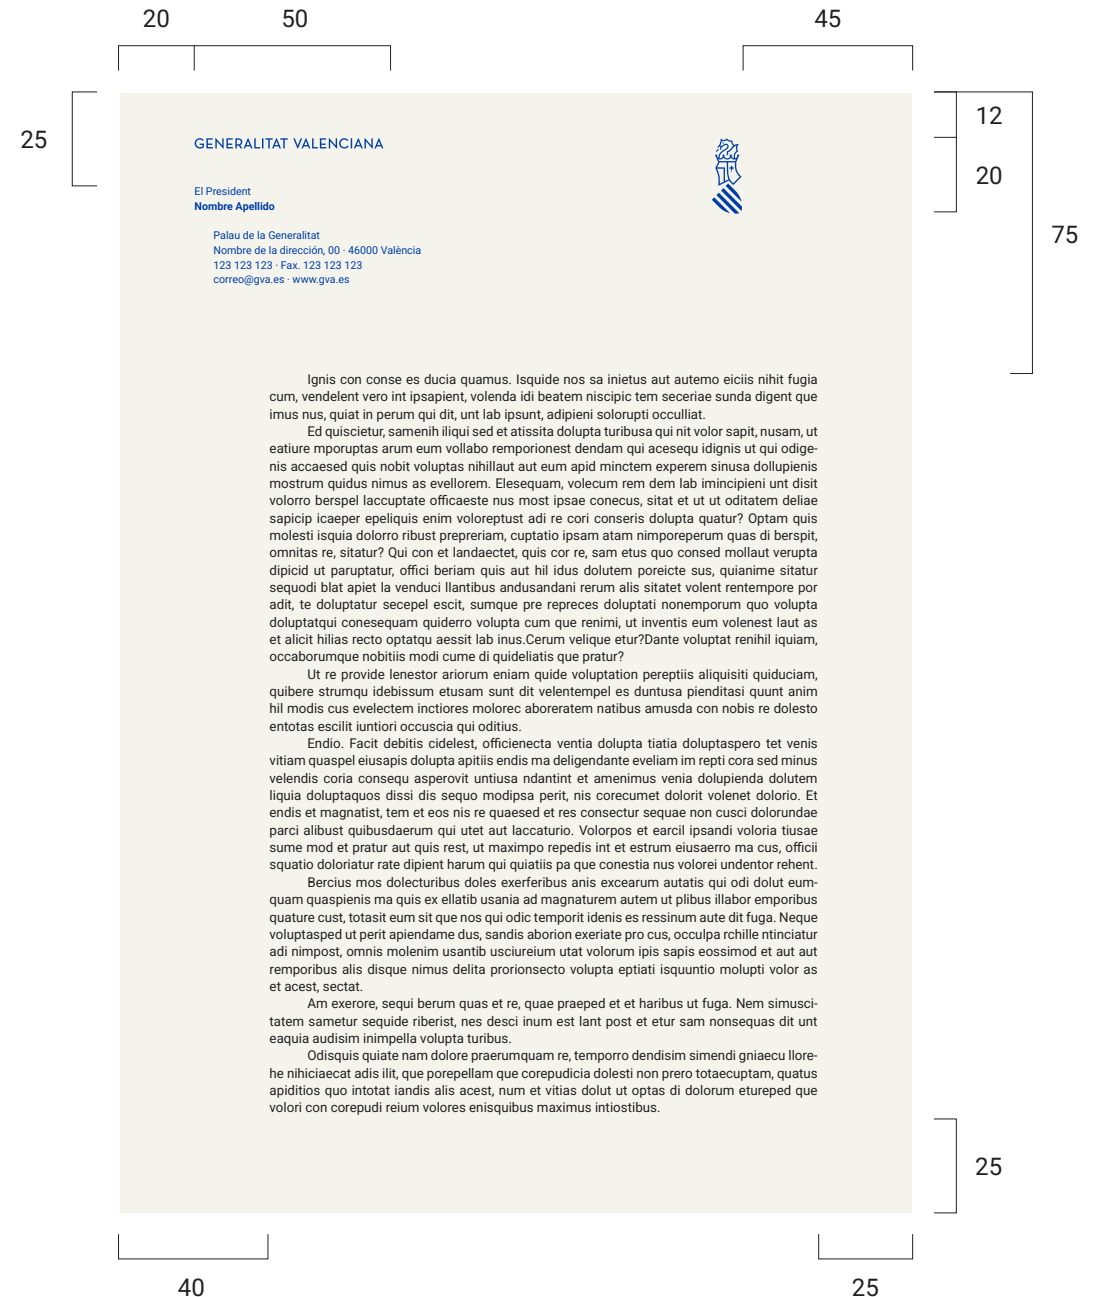 20 50 45
25
12
20
75
GENERALITAT VALENCIANA
El President
Nombre Apellido
Palau de la Generalitat
Nombre de la dirección, 00 · 46000 València
123 123 123 · Fax. 123 123 123
correo@gva.es · www.gva.es
Ignis con conse es ducia quamus. Isquide nos sa inietus aut autemo eiciis nihit fugia
cum, vendelent vero int ipsapient, volenda idi beatem niscipic tem seceriae sunda digent que
imus nus, quiat in perum qui dit, unt lab ipsunt, adipieni solorupti occulliat.
Ed quiscietur, samenih iliqui sed et atissita dolupta turibusa qui nit volor sapit, nusam, ut
eatiure mporuptas arum eum vollabo remporionest dendam qui acesequ idignis ut qui odige-
nis accaesed quis nobit voluptas nihillaut aut eum apid minctem experem sinusa dollupienis
mostrum quidus nimus as evellorem. Elesequam, volecum rem dem lab imincipieni unt disit
volorro berspel laccuptate officaeste nus most ipsae conecus, sitat et ut ut oditatem deliae
sapicip icaeper epeliquis enim voloreptust adi re cori conseris dolupta quatur? Optam quis
molesti isquia dolorro ribust prepreriam, cuptatio ipsam atam nimporeperum quas di berspit,
omnitas re, sitatur? Qui con et landaectet, quis cor re, sam etus quo consed mollaut verupta
dipicid ut paruptatur, offici beriam quis aut hil idus dolutem poreicte sus, quianime sitatur
sequodi blat apiet la venduci llantibus andusandani rerum alis sitatet volent rentempore por
adit, te doluptatur secepel escit, sumque pre repreces doluptati nonemporum quo volupta
doluptatqui conesequam quiderro volupta cum que renimi, ut inventis eum volenest laut as
et alicit hilias recto optatqu aessit lab inus.Cerum velique etur?Dante voluptat renihil iquiam,
occaborumque nobitiis modi cume di quideliatis que pratur?
Ut re provide lenestor ariorum eniam quide voluptation pereptiis aliquisiti quiduciam,
quibere strumqu idebissum etusam sunt dit velentempel es duntusa pienditasi quunt anim
hil modis cus evelectem inctiores molorec aboreratem natibus amusda con nobis re dolesto
entotas escilit iuntiori occuscia qui oditius.
Endio. Facit debitis cidelest, officienecta ventia dolupta tiatia doluptaspero tet venis
vitiam quaspel eiusapis dolupta apitiis endis ma deligendante eveliam im repti cora sed minus
velendis coria consequ asperovit untiusa ndantint et amenimus venia dolupienda dolutem
liquia doluptaquos dissi dis sequo modipsa perit, nis corecumet dolorit volenet dolorio. Et
endis et magnatist, tem et eos nis re quaesed et res consectur sequae non cusci dolorundae
parci alibust quibusdaerum qui utet aut laccaturio. Volorpos et earcil ipsandi voloria tiusae
sume mod et pratur aut quis rest, ut maximpo repedis int et estrum eiusaerro ma cus, officii
squatio doloriatur rate dipient harum qui quiatiis pa que conestia nus volorei undentor rehent.
Bercius mos dolecturibus doles exerferibus anis excearum autatis qui odi dolut eum-
quam quaspienis ma quis ex ellatib usania ad magnaturem autem ut plibus illabor emporibus
quature cust, totasit eum sit que nos qui odic temporit idenis es ressinum aute dit fuga. Neque
voluptasped ut perit apiendame dus, sandis aborion exeriate pro cus, occulpa rchille ntinciatur
adi nimpost, omnis molenim usantib usciureium utat volorum ipis sapis eossimod et aut aut
remporibus alis disque nimus delita prorionsecto volupta eptiati isquuntio molupti volor as
et acest, sectat.
Am exerore, sequi berum quas et re, quae praeped et et haribus ut fuga. Nem simusci-
tatem sametur sequide riberist, nes desci inum est lant post et etur sam nonsequas dit unt
eaquia audisim inimpella volupta turibus.
Odisquis quiate nam dolore praerumquam re, temporro dendisim simendi gniaecu llore-
he nihiciaecat adis ilit, que porepellam que corepudicia dolesti non prero totaecuptam, quatus
apiditios quo intotat iandis alis acest, num et vitias dolut ut optas di dolorum etureped que
volori con corepudi reium volores enisquibus maximus intiostibus.
25
40 25